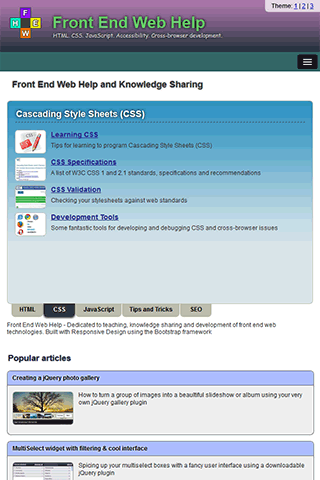 Theme: 1 | 2 | 3
F
H E
W
Front End Web Help
HTML. CSS. JavaScript. Accessibility. Cross-browser development.
Front End Web Help and Knowledge Sharing
Cascading Style Sheets (CSS)
Learning CSS
Tips for learning to program Cascading Style Sheets (CSS)
CSS Specifications
A list of W3C CSS 1 and 2.1 standards, specifications and recommendations
CSS Validation
Checking your stylesheets against web standards
Development Tools
Some fantastic tools for developing and debugging CSS and cross-browser issues
HTML CSS JavaScript Tips and Tricks SEO
Front End Web Help - Dedicated to teaching, knowledge sharing and development of front end web
technologies. Built with Responsive Design using the Bootstrap framework
Popular articles
Creating a jQuery photo gallery
How to turn a group of images into a beautiful slideshow or album using your very
own jQuery gallery plugin
MultiSelect widget with filtering & cool interface
Spicing up your multiselect boxes with a fancy user interface using a downloadable
jQuery plugin